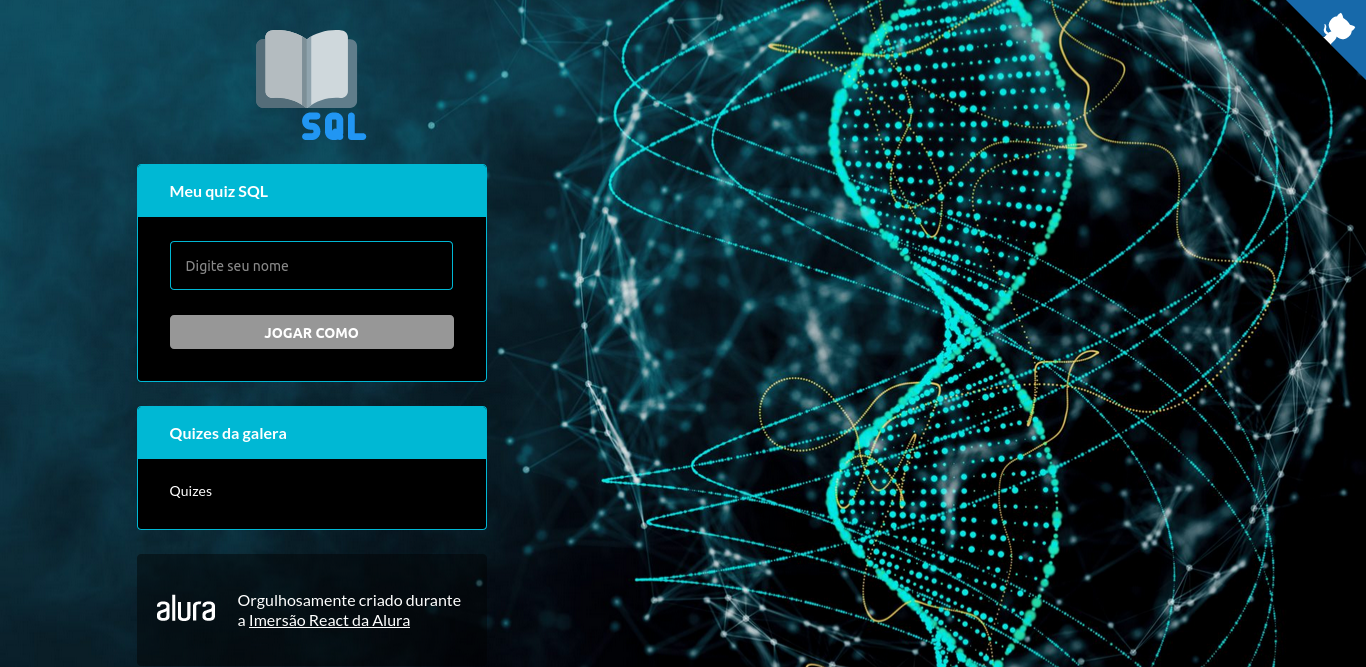 SQL
Meu quiz SQL
Digite seu nome
JOGAR COMO
Quizes da galera
Quizes
alura
Orgulhosamente criado durante
a Imersão React da Alura